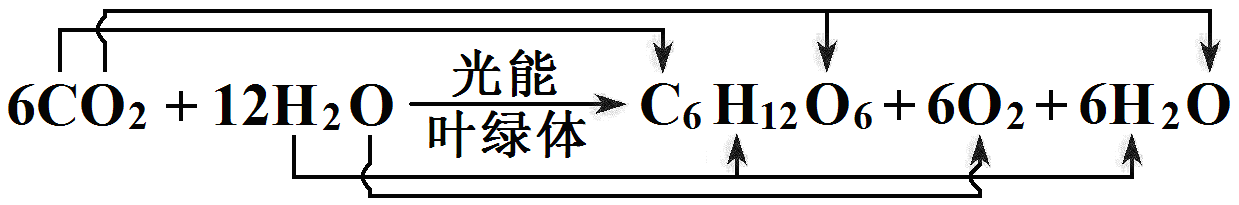 光能
6CO₂ + 12H₂O ⟶ C₆H₁₂O₆ + 6O₂ + 6H₂O
叶绿体